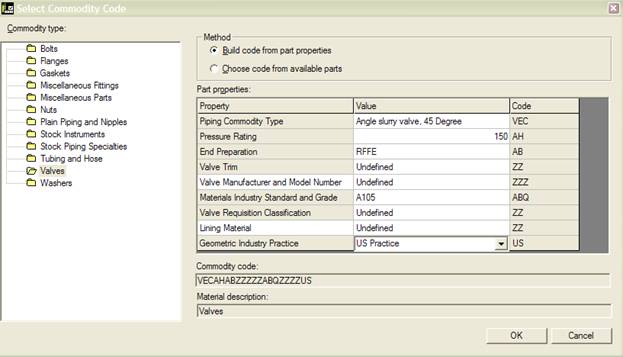 Select Commodity Code
Commodity type:
Bolts
Flanges
Gaskets
Miscellaneous Fittings
Miscellaneous Parts
Nuts
Plain Piping and Nipples
Stock Instruments
Stock Piping Specialties
Tubing and Hose
Valves
Washers
Method
Build code from part properties
Choose code from available parts
Part properties:
Property Value Code
Piping Commodity Type Angle slurry valve, 45 Degree VEC
Pressure Rating 150 AH
End Preparation RFFE AB
Valve Trim Undefined ZZ
Valve Manufacturer and Model Number Undefined ZZZ
Materials Industry Standard and Grade A105 ABQ
Valve Requisition Classification Undefined ZZ
Lining Material Undefined ZZ
Geometric Industry Practice US Practice US
Commodity code:
VECAHABZZZZZABQZZZZUS
Material description:
Valves
OK Cancel